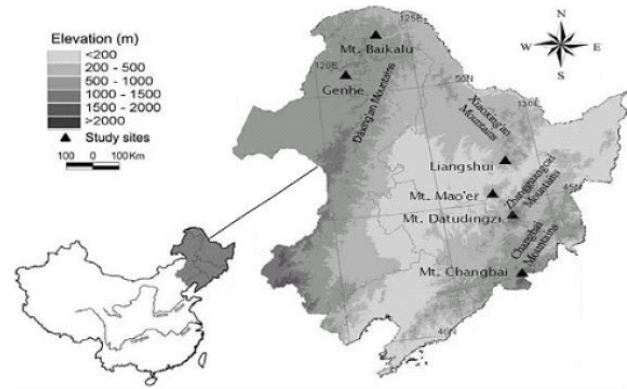 Elevation (m)
<200
200 - 500
500 - 1000
1000 - 1500
1500 - 2000
>2000
Study sites
100 0 100Km
N
W E
S
125E
Mt. Baikalu
120E
Genhe
Daxing'an Mountains
50N
Xiaoxing'an
Mountains
130E
Liangshui
Mt. Mao'er
Zhangguangcai
Mountains
45N
Mt. Datudingzi
Changbai
Mountains
Mt. Changbai
40N